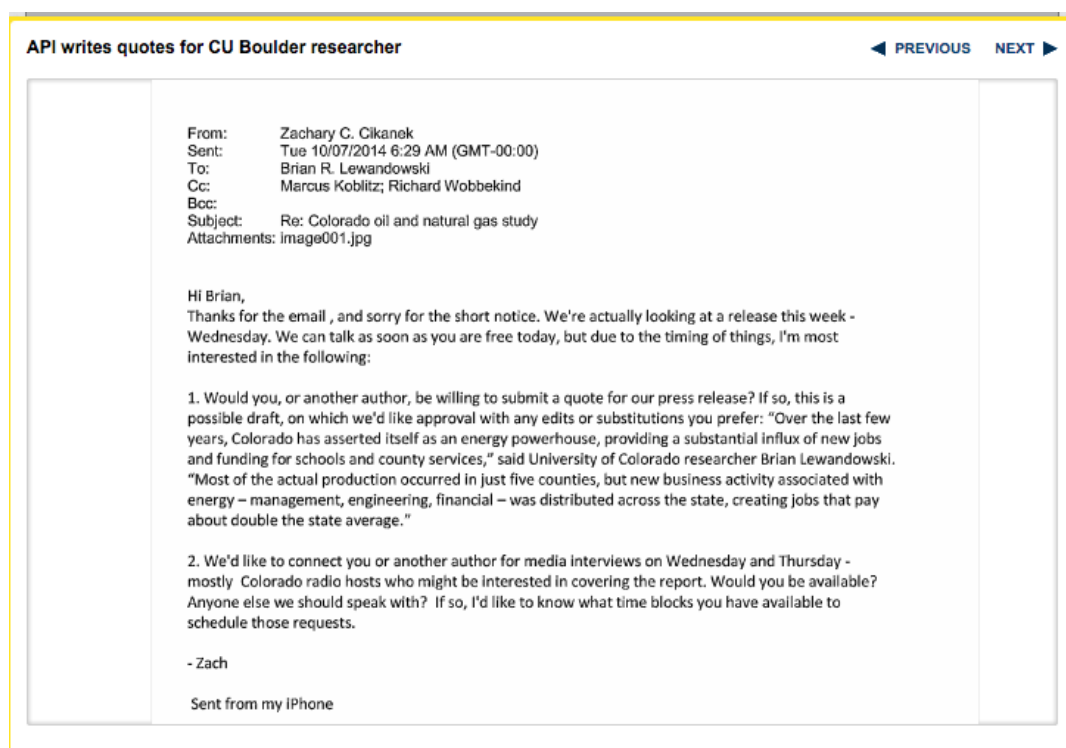 API writes quotes for CU Boulder researcher
PREVIOUS NEXT
From: Zachary C. Cikanek
Sent: Tue 10/07/2014 6:29 AM (GMT-00:00)
To: Brian R. Lewandowski
Cc: Marcus Koblitz; Richard Wobbekind
Bcc:
Subject: Re: Colorado oil and natural gas study
Attachments: image001.jpg
Hi Brian,
Thanks for the email , and sorry for the short notice. We're actually looking at a release this week -
Wednesday. We can talk as soon as you are free today, but due to the timing of things, I'm most
interested in the following:
1. Would you, or another author, be willing to submit a quote for our press release? If so, this is a
possible draft, on which we'd like approval with any edits or substitutions you prefer: “Over the last few
years, Colorado has asserted itself as an energy powerhouse, providing a substantial influx of new jobs
and funding for schools and county services,” said University of Colorado researcher Brian Lewandowski.
“Most of the actual production occurred in just five counties, but new business activity associated with
energy – management, engineering, financial – was distributed across the state, creating jobs that pay
about double the state average.”
2. We'd like to connect you or another author for media interviews on Wednesday and Thursday -
mostly  Colorado radio hosts who might be interested in covering the report. Would you be available?
Anyone else we should speak with?  If so, I'd like to know what time blocks you have available to
schedule those requests.
- Zach
Sent from my iPhone